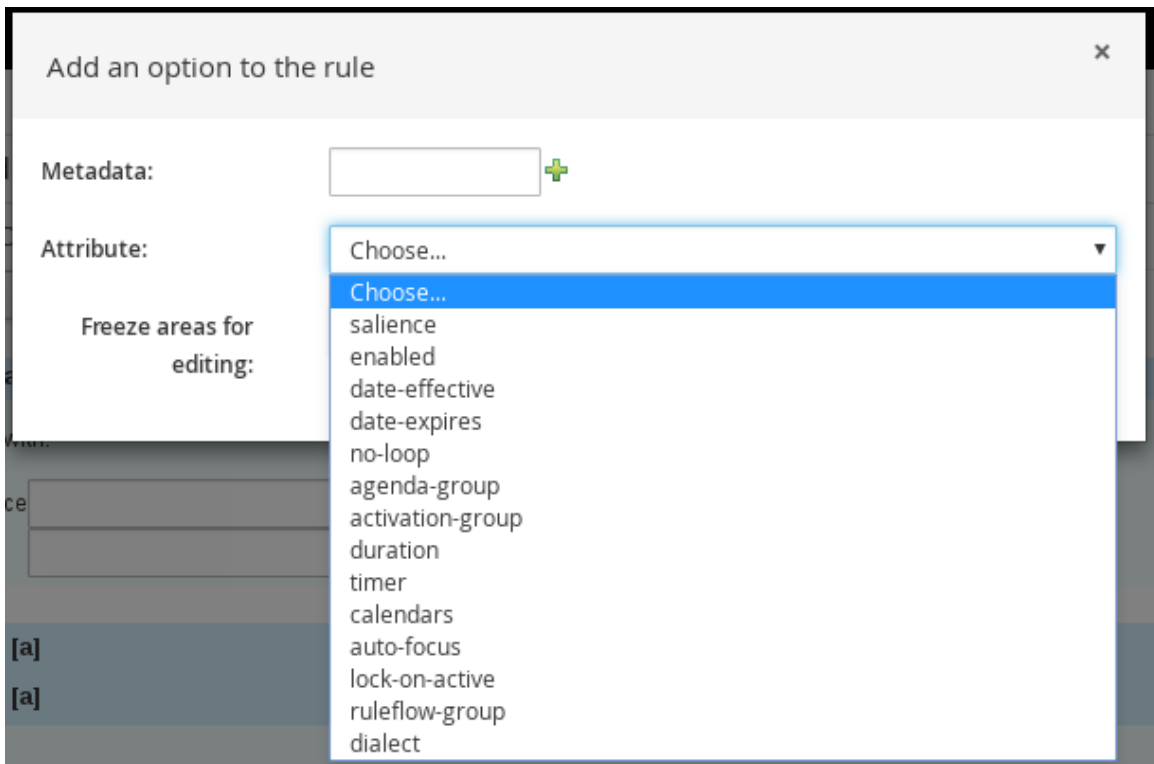 Add an option to the rule
×
Metadata:
Attribute:
Choose...
Choose...
salience
Freeze areas for
editing:
enabled
date-effective
date-expires
no-loop
agenda-group
activation-group
duration
timer
calendars
auto-focus
lock-on-active
ruleflow-group
dialect
ce
[a]
[a]